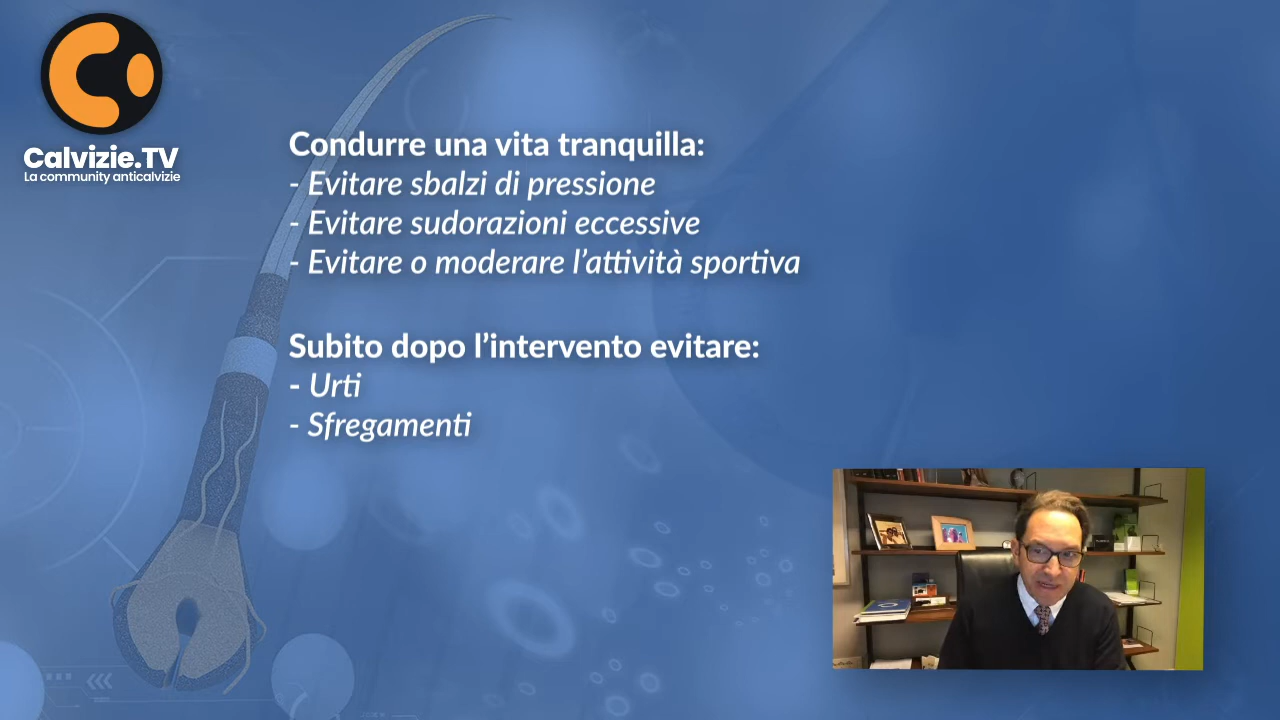 Calvizie.TV
La community anticalvizie
Condurre una vita tranquilla:
- Evitare sbalzi di pressione
- Evitare sudorazioni eccessive
- Evitare o moderare l’attività sportiva
Subito dopo l’intervento evitare:
- Urti
- Sfregamenti